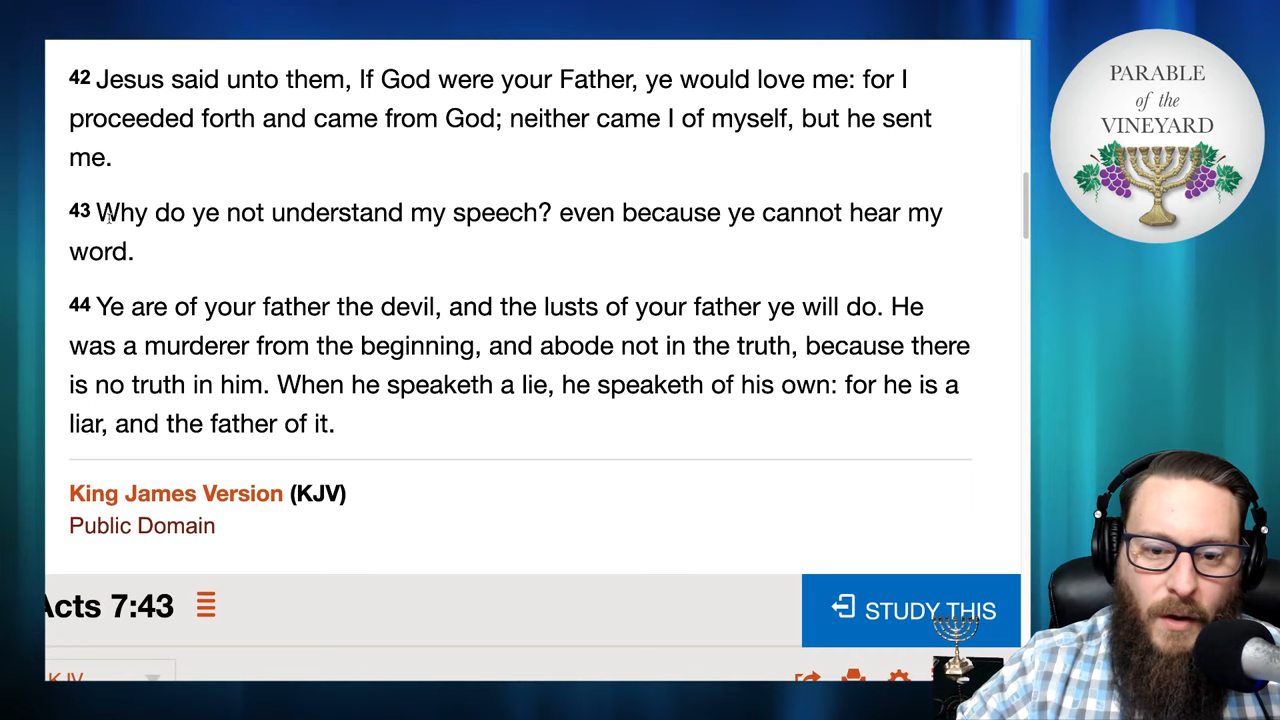 42 Jesus said unto them, If God were your Father, ye would love me: for I
proceeded forth and came from God; neither came I of myself, but he sent
me.
43 Why do ye not understand my speech? even because ye cannot hear my
word.
44 Ye are of your father the devil, and the lusts of your father ye will do. He
was a murderer from the beginning, and abode not in the truth, because there
is no truth in him. When he speaketh a lie, he speaketh of his own: for he is a
liar, and the father of it.
King James Version (KJV)
Public Domain
Acts 7:43
STUDY THIS
KJV
PARABLE
of the
VINEYARD